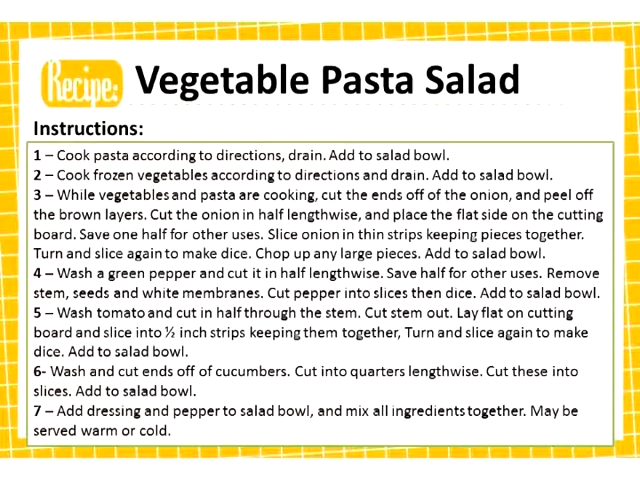 Recipe: Vegetable Pasta Salad
Instructions:
1 – Cook pasta according to directions, drain. Add to salad bowl.
2 – Cook frozen vegetables according to directions and drain. Add to salad bowl.
3 – While vegetables and pasta are cooking, cut the ends off of the onion, and peel off
the brown layers. Cut the onion in half lengthwise, and place the flat side on the cutting
board. Save one half for other uses. Slice onion in thin strips keeping pieces together.
Turn and slice again to make dice. Chop up any large pieces. Add to salad bowl.
4 – Wash a green pepper and cut it in half lengthwise. Save half for other uses. Remove
stem, seeds and white membranes. Cut pepper into slices then dice. Add to salad bowl.
5 – Wash tomato and cut in half through the stem. Cut stem out. Lay flat on cutting
board and slice into ½ inch strips keeping them together, Turn and slice again to make
dice. Add to salad bowl.
6- Wash and cut ends off of cucumbers. Cut into quarters lengthwise. Cut these into
slices. Add to salad bowl.
7 – Add dressing and pepper to salad bowl, and mix all ingredients together. May be
served warm or cold.